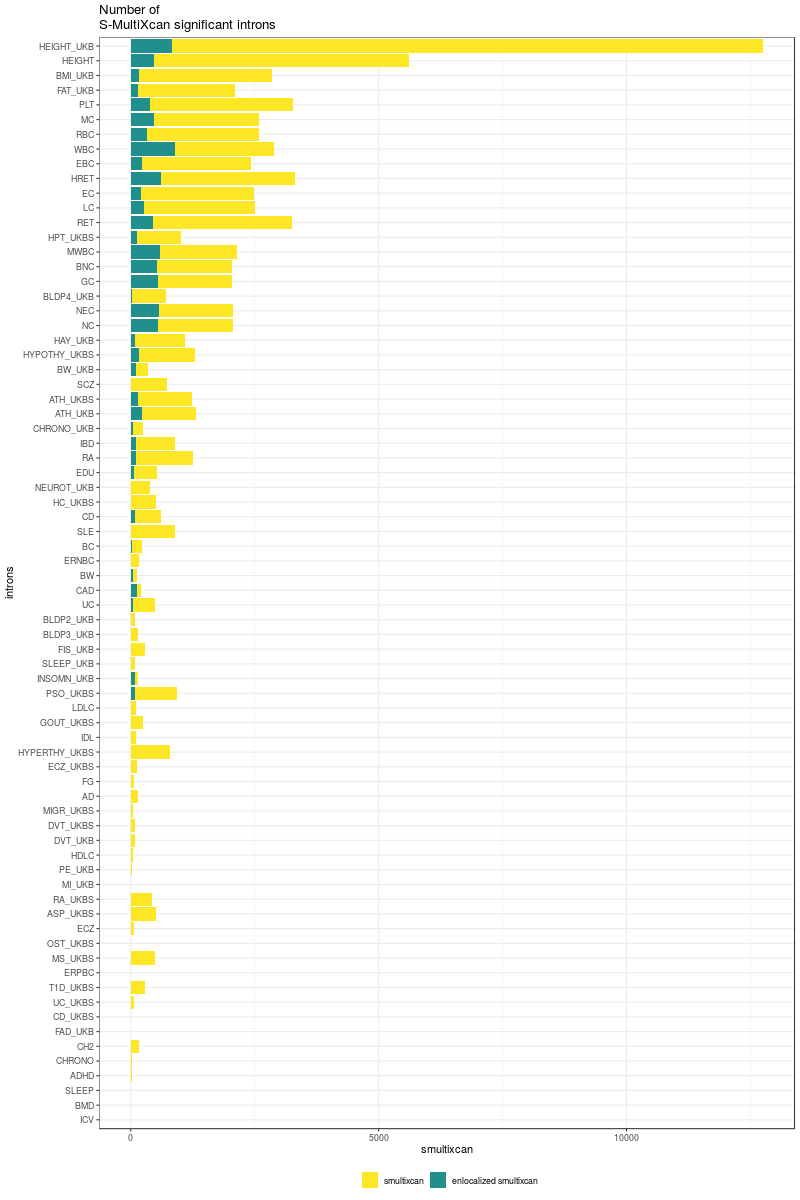 Number of
S-MultiXcan significant introns
HEIGHT_UKB
HEIGHT
BMI_UKB
FAT_UKB
PLT
MC
RBC
WBC
EBC
HRET
EC
LC
RET
HPT_UKBS
MWBC
BNC
GC
BLDP4_UKB
NEC
NC
HAY_UKB
HYPOTHY_UKBS
BW_UKB
SCZ
ATH_UKBS
ATH_UKB
CHRONO_UKB
IBD
RA
EDU
NEUROT_UKB
HC_UKBS
CD
SLE
BC
ERNBC
BW
CAD
UC
BLDP2_UKB
BLDP3_UKB
FIS_UKB
SLEEP_UKB
INSOMN_UKB
PSO_UKBS
LDLC
GOUT_UKBS
IDL
HYPERTHY_UKBS
ECZ_UKBS
FG
AD
MIGR_UKBS
DVT_UKBS
DVT_UKB
HDLC
PE_UKB
MI_UKB
RA_UKBS
ASP_UKBS
ECZ
OST_UKBS
MS_UKBS
ERPBC
T1D_UKBS
UC_UKBS
CD_UKBS
FAD_UKB
CH2
CHRONO
ADHD
SLEEP
BMD
ICV
introns
0 5000 10000
smultixcan
smultixcan enlocalized smultixcan